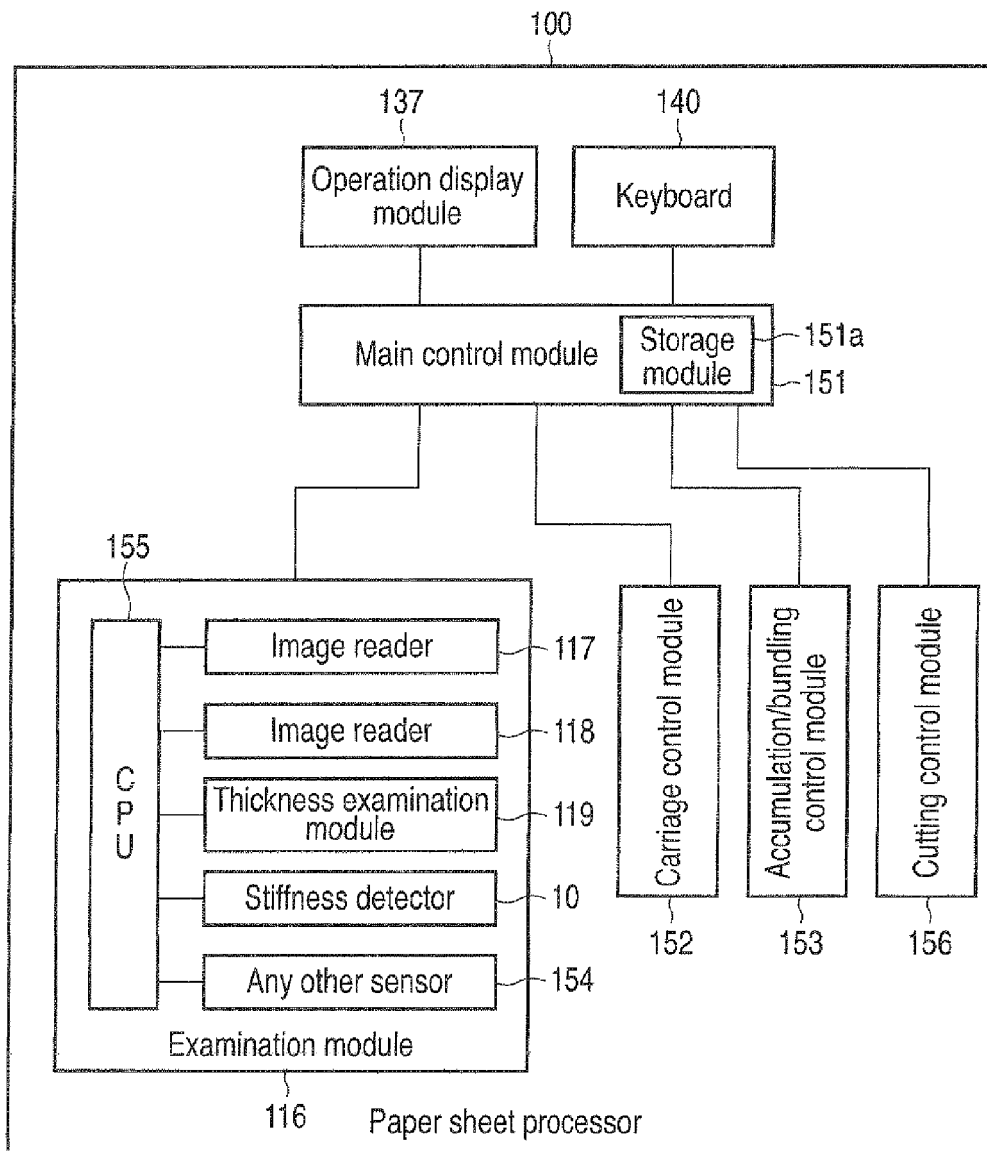 100
137
140
Operation display
module
Keyboard
Main control module
Storage
module
151a
151
155
CPU
Image reader
117
Image reader
118
Thickness examination
module
119
Stiffness detector
10
Any other sensor
154
Examination module
116
Carriage control module
152
Accumulation/bundling
control module
153
Cutting control module
156
Paper sheet processor